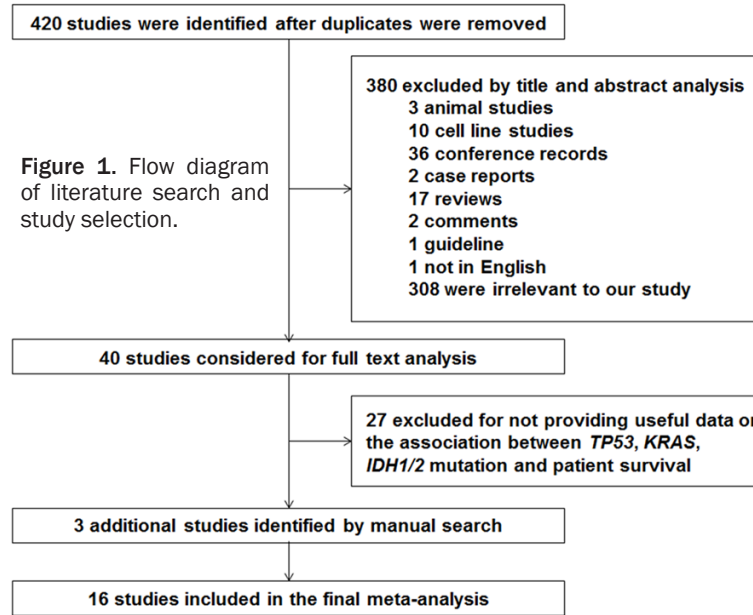 420 studies were identified after duplicates were removed
380 excluded by title and abstract analysis
3 animal studies
10 cell line studies
36 conference records
2 case reports
17 reviews
2 comments
1 guideline
1 not in English
308 were irrelevant to our study
Figure 1. Flow diagram
of literature search and
study selection.
40 studies considered for full text analysis
27 excluded for not providing useful data on
the association between TP53, KRAS,
IDH1/2 mutation and patient survival
3 additional studies identified by manual search
16 studies included in the final meta-analysis